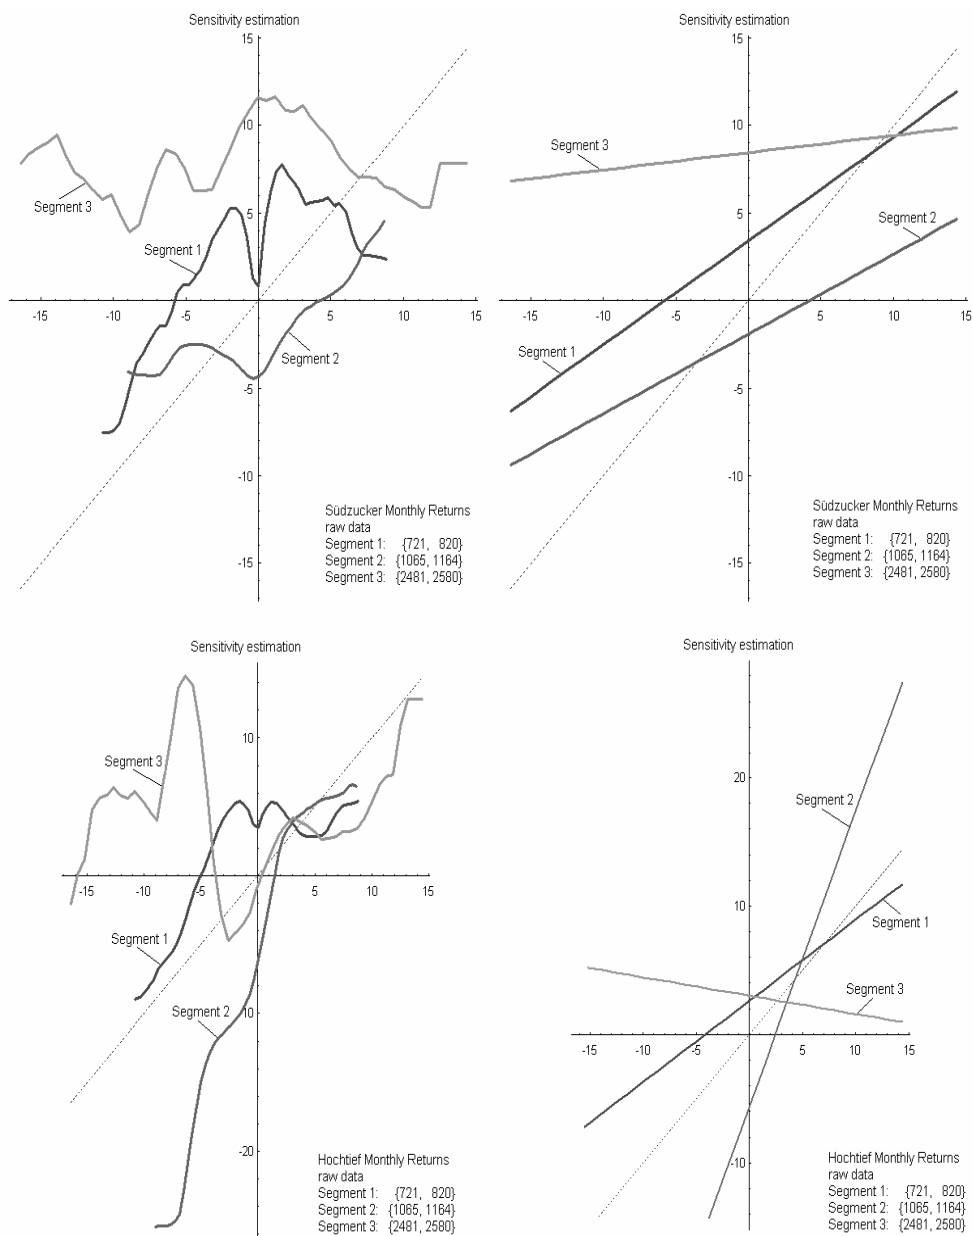 Sensitivity estimation
15
10
5
-5
-10
-15
-15 -10 -5 5 10 15
Segment 3
Segment 1
Segment 2
Südzucker Monthly Returns
raw data
Segment 1: {721, 820}
Segment 2: {1065, 1164}
Segment 3: {2481, 2580}
Sensitivity estimation
15
10
5
-5
-10
-15
-15 -10 -5 5 10 15
Segment 3
Segment 2
Segment 1
Südzucker Monthly Returns
raw data
Segment 1: {721, 820}
Segment 2: {1065, 1164}
Segment 3: {2481, 2580}
Sensitivity estimation
10
-10
-20
-15 -10 -5 5 10 15
Segment 3
Segment 1
Segment 2
Hochtief Monthly Returns
raw data
Segment 1: {721, 820}
Segment 2: {1065, 1164}
Segment 3: {2481, 2580}
Sensitivity estimation
20
10
-10
-15 -10 -5 5 10 15
Segment 2
Segment 1
Segment 3
Hochtief Monthly Returns
raw data
Segment 1: {721, 820}
Segment 2: {1065, 1164}
Segment 3: {2481, 2580}